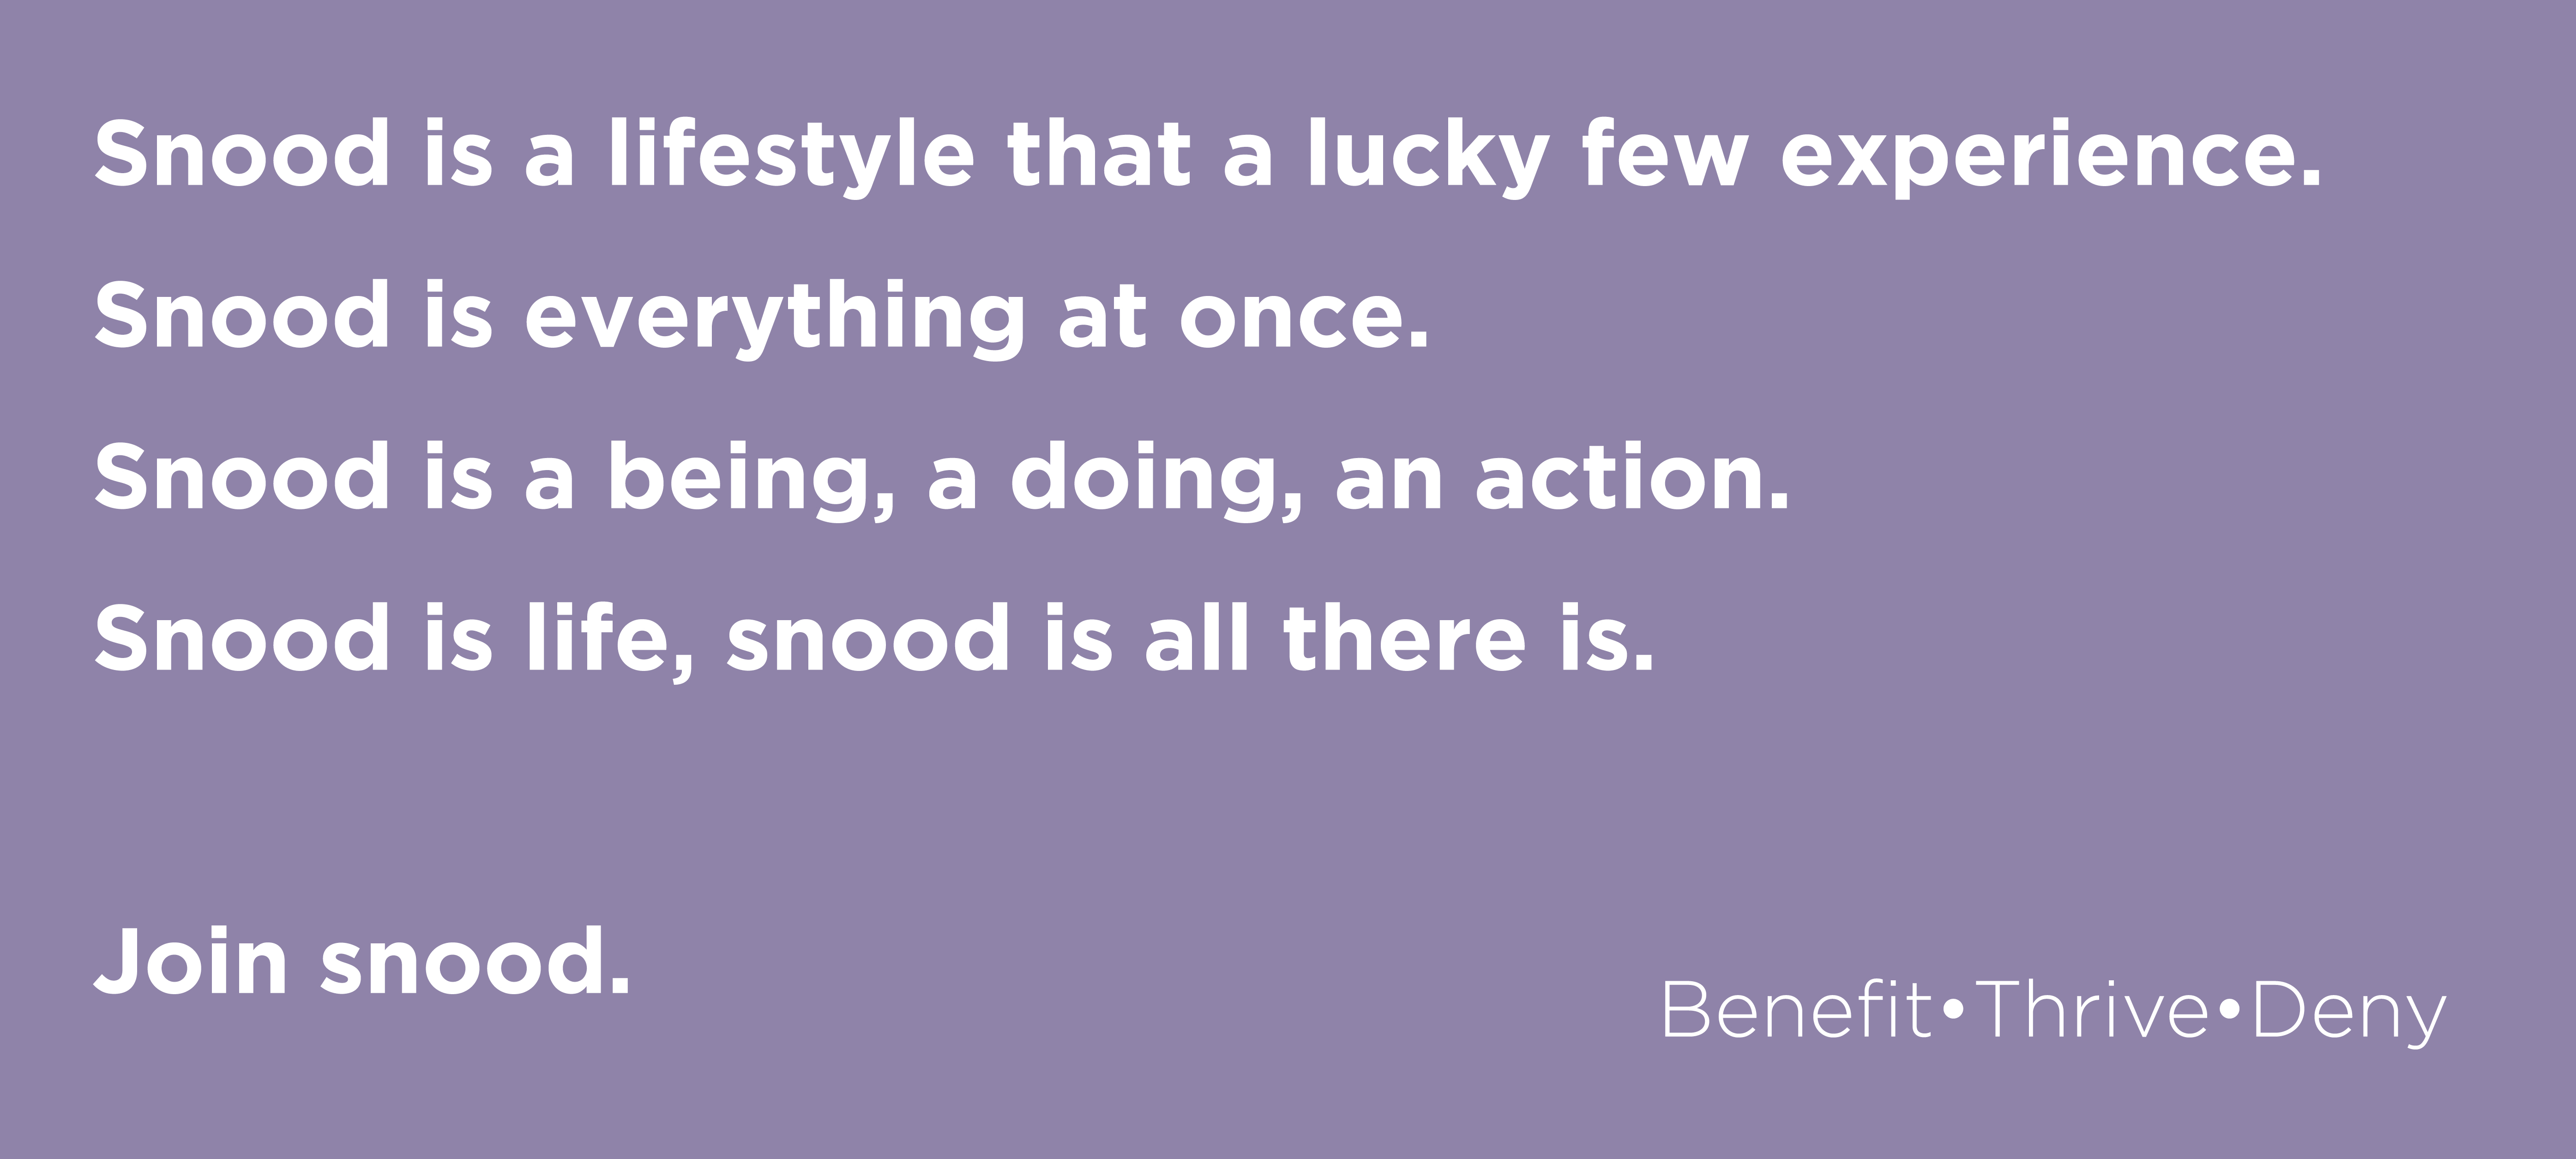 Snood is a lifestyle that a lucky few experience.
Snood is everything at once.
Snood is a being, a doing, an action.
Snood is life, snood is all there is.
Join snood.
Benefit•Thrive•Deny